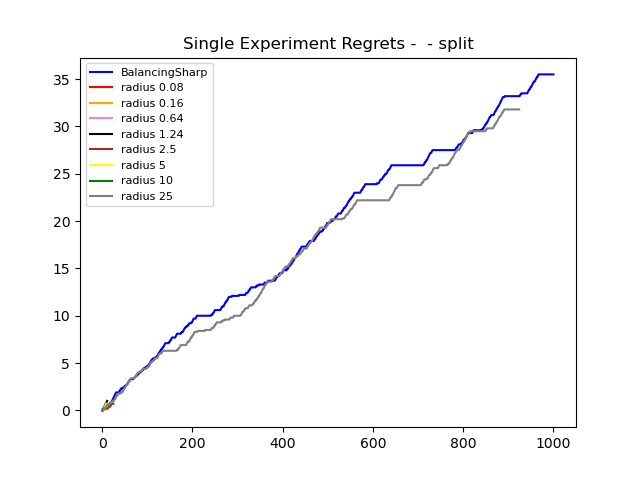 Single Experiment Regrets -  - split
BalancingSharp
radius 0.08
radius 0.16
radius 0.64
radius 1.24
radius 2.5
radius 5
radius 10
radius 25
35
30
25
20
15
10
5
0
0 200 400 600 800 1000